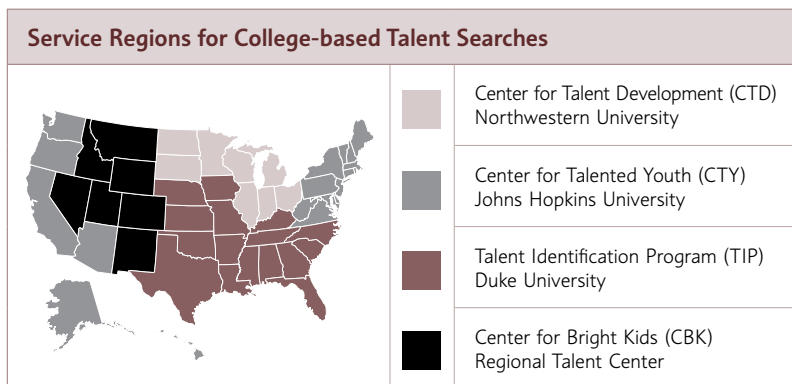 Service Regions for College-based Talent Searches
Center for Talent Development (CTD)
Northwestern University
Center for Talented Youth (CTY)
Johns Hopkins University
Talent Identification Program (TIP)
Duke University
Center for Bright Kids (CBK)
Regional Talent Center